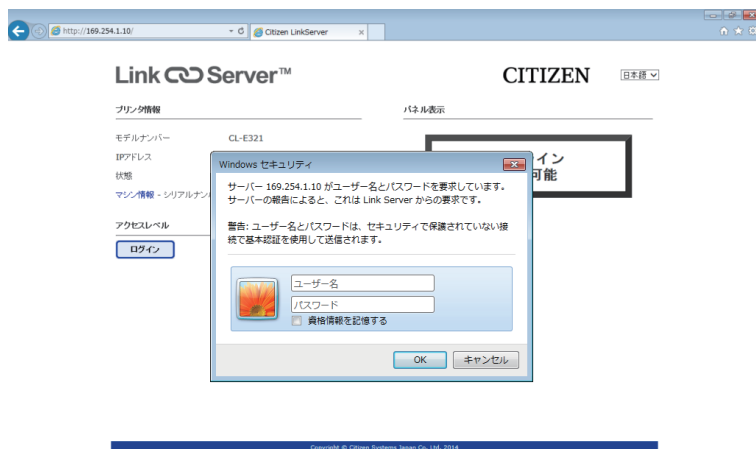 http://169.254.1.10/
Citizen LinkServer
Link Server™
CITIZEN
日本語
プリンタ情報
パネル表示
モデルナンバー CL-E321
IPアドレス
状態
マシン情報 - シリアルナン
イン
可能
アクセスレベル
ログイン
Windows セキュリティ
サーバー 169.254.1.10 がユーザー名とパスワードを要求しています。
サーバーの報告によると、これは Link Server からの要求です。
警告: ユーザー名とパスワードは、セキュリティで保護されていない接
続で基本認証を使用して送信されます。
ユーザー名
パスワード
資格情報を記憶する
OK
キャンセル
Copyright © Citizen Systems Japan Co., Ltd. 2014